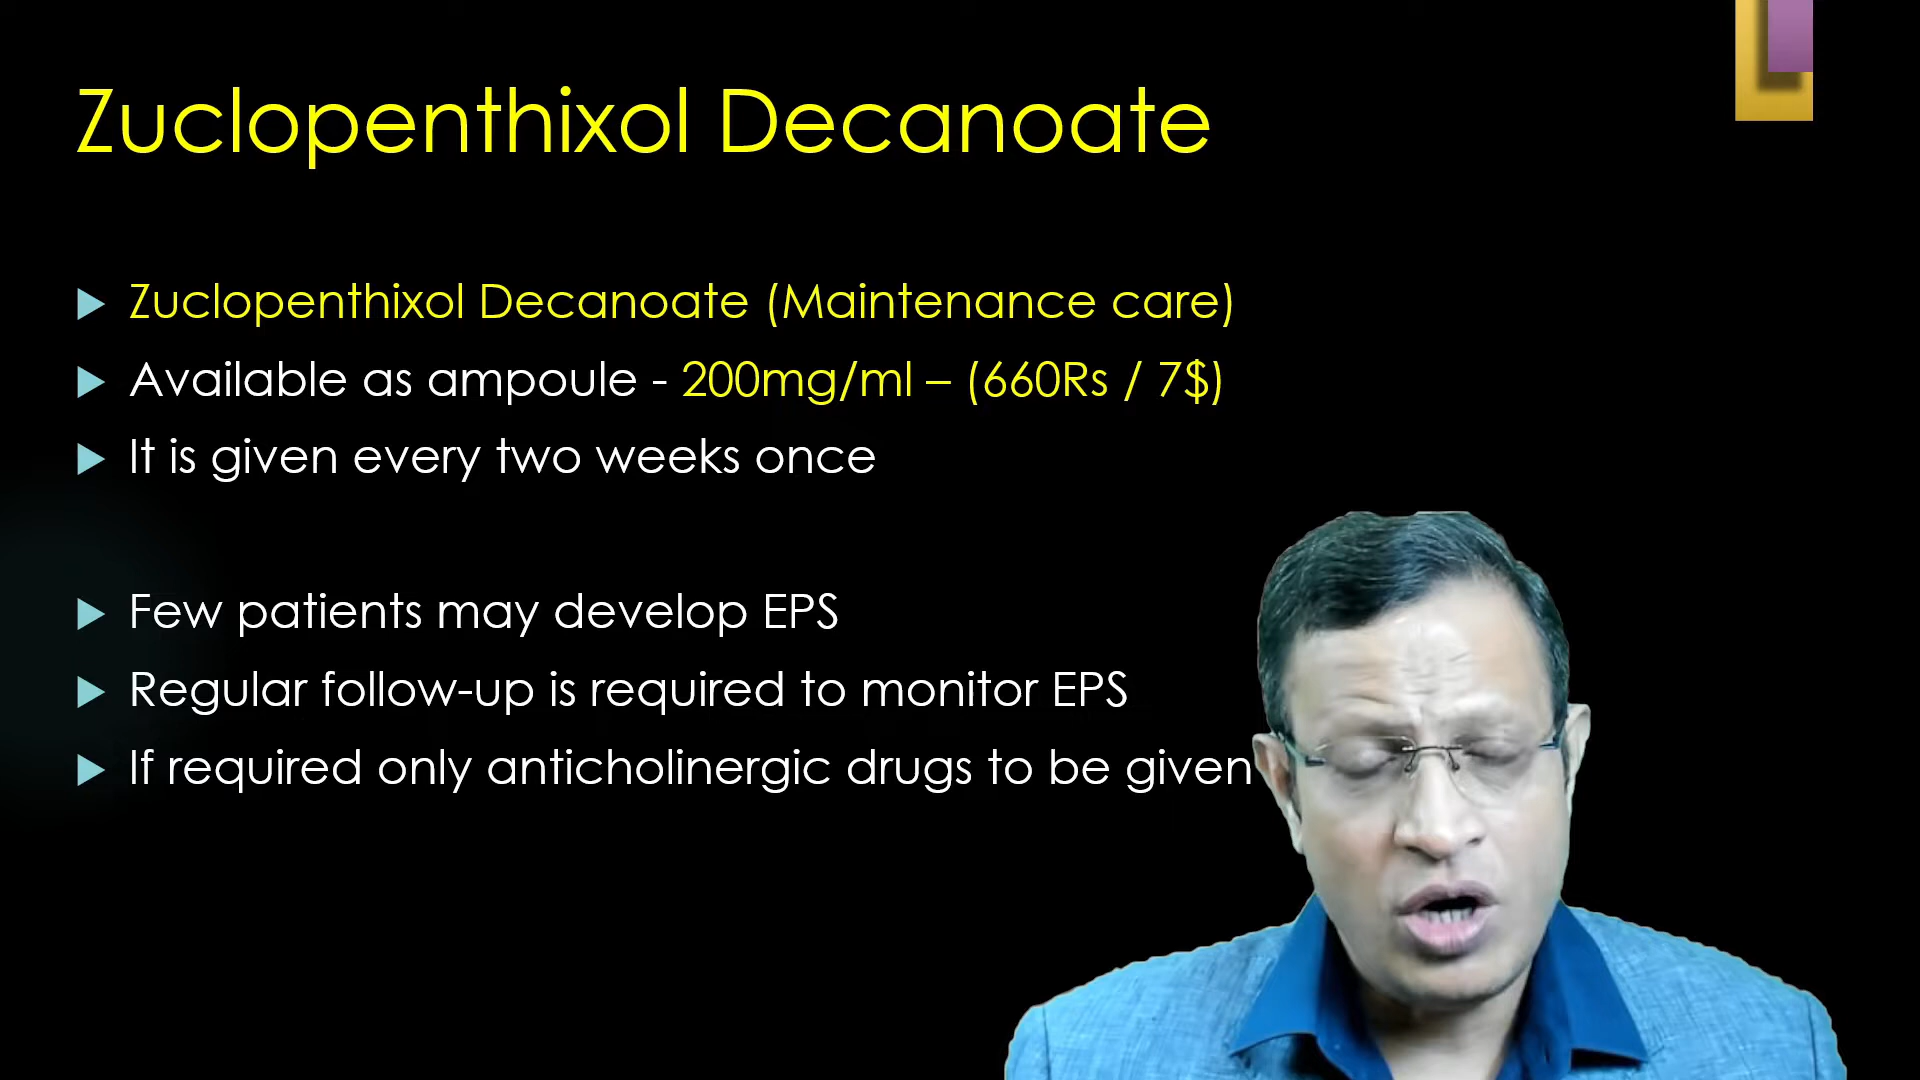 Zuclopenthixol Decanoate
Zuclopenthixol Decanoate (Maintenance care)
Available as ampoule - 200mg/ml – (660Rs / 7$)
It is given every two weeks once
Few patients may develop EPS
Regular follow-up is required to monitor EPS
If required only anticholinergic drugs to be given